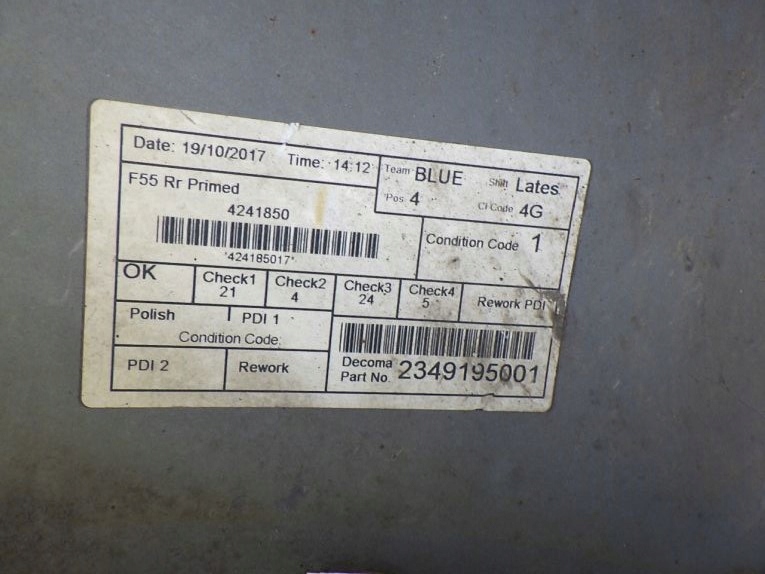 Date: 19/10/2017 Time: 14:12 Team BLUE Shift Lates
Pos 4 CI Code 4G
F55 Rr Primed
4241850
*424185017*
Condition Code 1
OK Check1 Check2 Check3 Check4 Rework PDI 1
21 4 24 5
Polish PDI 1
Condition Code:
PDI 2 Rework
Decoma
Part No. 2349195001